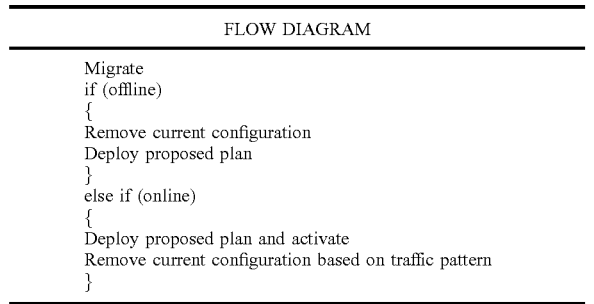 FLOW DIAGRAM
Migrate
if (offline)
{
Remove current configuration
Deploy proposed plan
}
else if (online)
{
Deploy proposed plan and activate
Remove current configuration based on traffic pattern
}